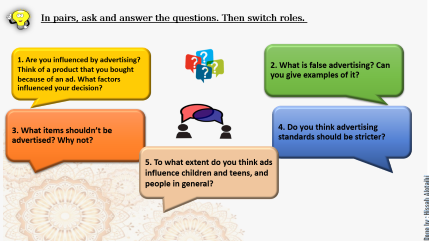 In pairs, ask and answer the questions. Then switch roles.
1. Are you influenced by advertising?
Think of a product that you bought
because of an ad. What factors
influenced your decision?
2. What is false advertising? Can
you give examples of it?
3. What items shouldn't be
advertised? Why not?
4. Do you think advertising
standards should be stricter?
5. To what extent do you think ads
influence children and teens, and
people in general?
Done by: Hissah Alotaibi